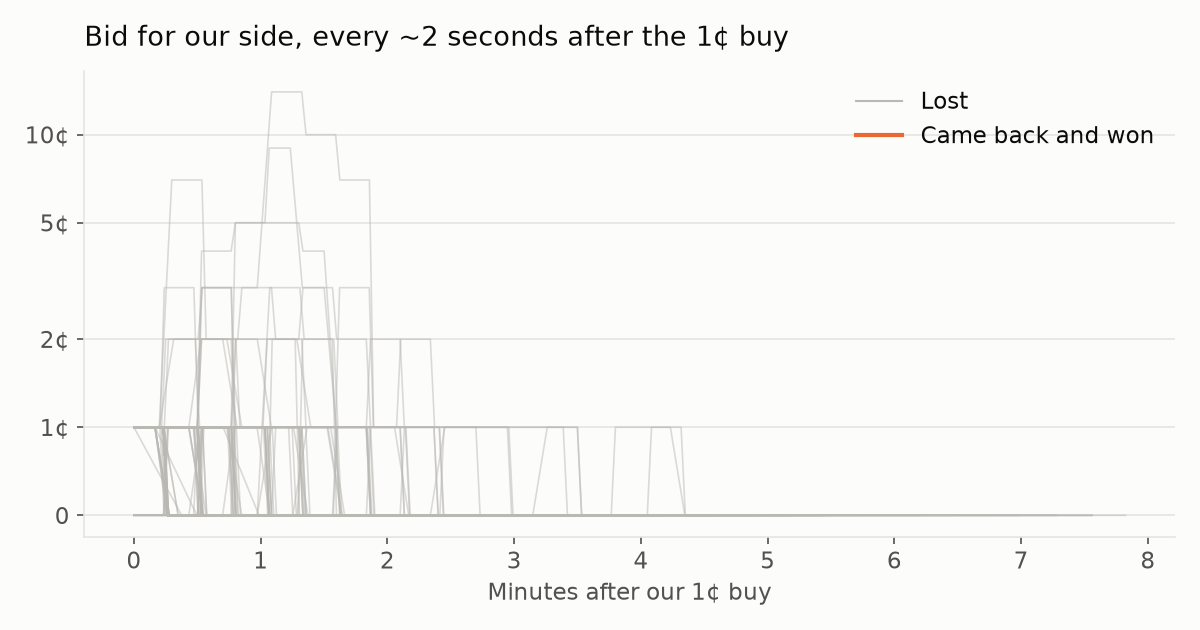 Bid for our side, every ~2 seconds after the 1¢ buy
Lost
Came back and won
10¢
5¢
2¢
1¢
0
0 1 2 3 4 5 6 7 8
Minutes after our 1¢ buy